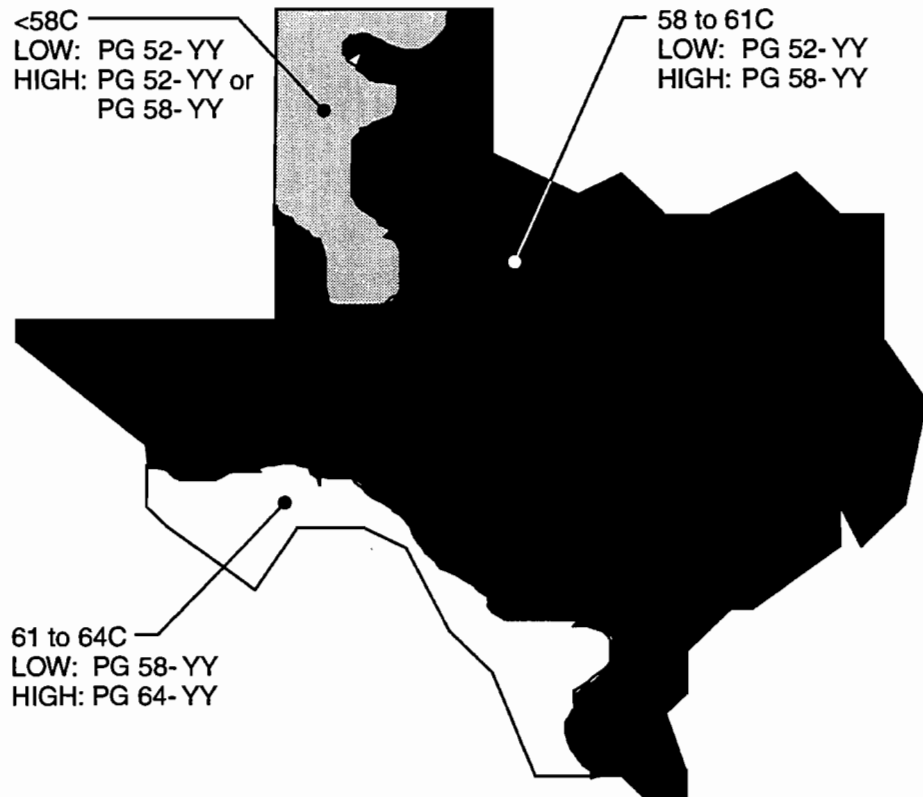 <58C
LOW: PG 52-YY
HIGH: PG 52-YY or
PG 58-YY
58 to 61C
LOW: PG 52-YY
HIGH: PG 58-YY
61 to 64C
LOW: PG 58-YY
HIGH: PG 64-YY